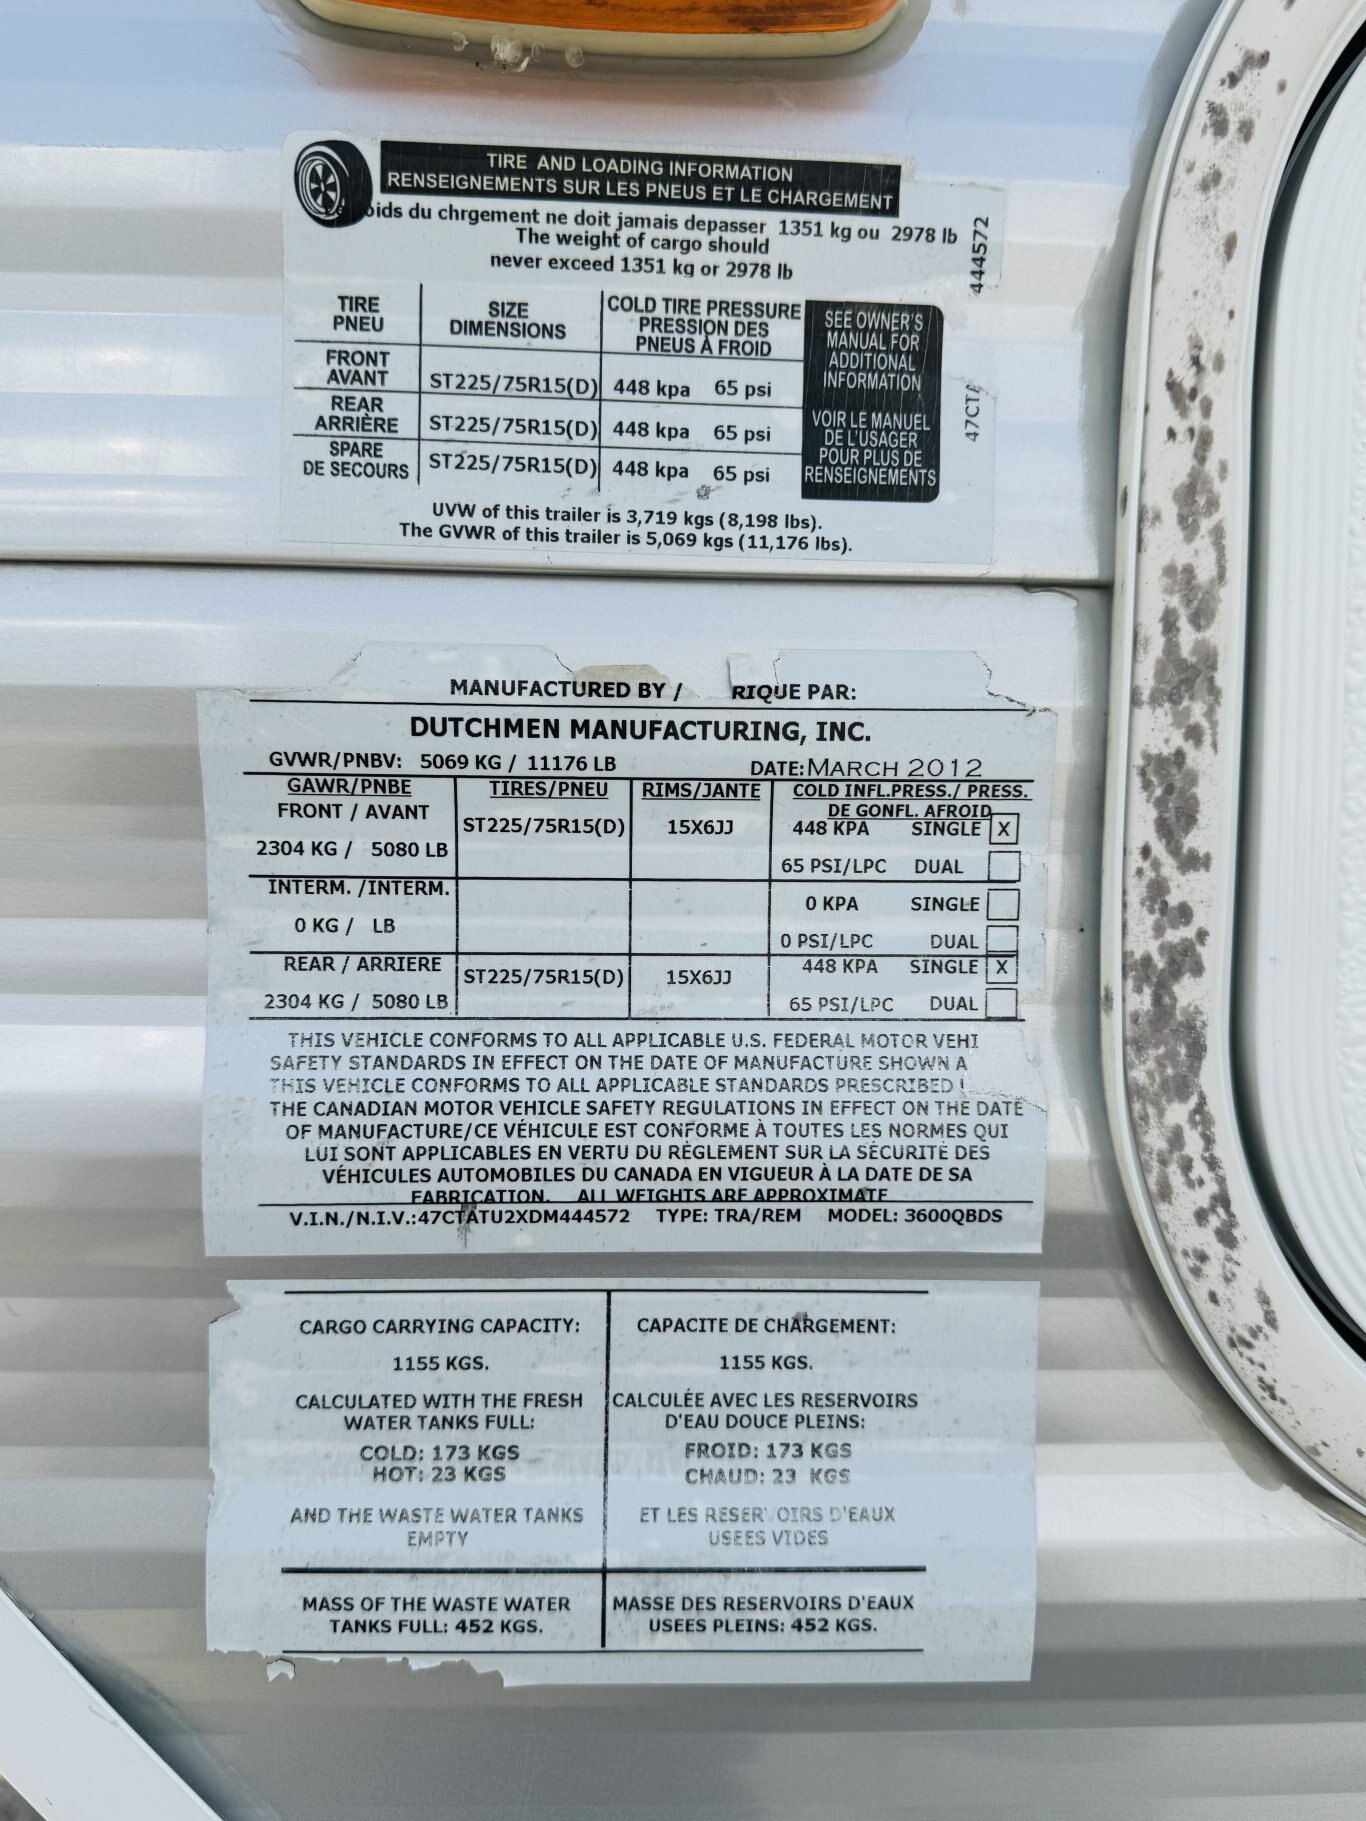 TIRE AND LOADING INFORMATION
RENSEIGNEMENTS SUR LES PNEUS ET LE CHARGEMENT
oids du chrgement ne doit jamais depasser 1351 kg ou 2978 lb
The weight of cargo should
never exceed 1351 kg or 2978 lb
444572
47CT
TIRE
PNEU
SIZE
DIMENSIONS
COLD TIRE PRESSURE
PRESSION DES
PNEUS À FROID
FRONT
AVANT
ST225/75R15(D) 448 kpa 65 psi
REAR
ARRIÈRE
ST225/75R15(D) 448 kpa 65 psi
SPARE
DE SECOURS
ST225/75R15(D) 448 kpa 65 psi
SEE OWNER'S
MANUAL FOR
ADDITIONAL
INFORMATION
VOIR LE MANUEL
DE L'USAGER
POUR PLUS DE
RENSEIGNEMENTS
UVW of this trailer is 3,719 kgs (8,198 lbs).
The GVWR of this trailer is 5,069 kgs (11,176 lbs).
MANUFACTURED BY / RIQUE PAR:
DUTCHMEN MANUFACTURING, INC.
GVWR/PNBV: 5069 KG / 11176 LB DATE: MARCH 2012
GAWR/PNBE TIRES/PNEU RIMS/JANTE COLD INFL.PRESS./ PRESS.
DE GONFL. AFROID
FRONT / AVANT ST225/75R15(D) 15X6JJ 448 KPA SINGLE X
2304 KG / 5080 LB 65 PSI/LPC DUAL
INTERM. /INTERM. 0 KPA SINGLE
0 KG / LB 0 PSI/LPC DUAL
REAR / ARRIERE ST225/75R15(D) 15X6JJ 448 KPA SINGLE X
2304 KG / 5080 LB 65 PSI/LPC DUAL
THIS VEHICLE CONFORMS TO ALL APPLICABLE U.S. FEDERAL MOTOR VEHI
SAFETY STANDARDS IN EFFECT ON THE DATE OF MANUFACTURE SHOWN A
THIS VEHICLE CONFORMS TO ALL APPLICABLE STANDARDS PRESCRIBED
THE CANADIAN MOTOR VEHICLE SAFETY REGULATIONS IN EFFECT ON THE DATE
OF MANUFACTURE/CE VÉHICULE EST CONFORME À TOUTES LES NORMES QUI
LUI SONT APPLICABLES EN VERTU DU RÉGLEMENT SUR LA SÉCURITÉ DES
VÉHICULES AUTOMOBILES DU CANADA EN VIGUEUR À LA DATE DE SA
FABRICATION. ALL WEIGHTS ARE APPROXIMATE
V.I.N./N.I.V.:47CTATU2XDM444572 TYPE: TRA/REM MODEL: 3600QBDS
CARGO CARRYING CAPACITY:
1155 KGS.
CALCULATED WITH THE FRESH
WATER TANKS FULL:
COLD: 173 KGS
HOT: 23 KGS
AND THE WASTE WATER TANKS
EMPTY
MASS OF THE WASTE WATER
TANKS FULL: 452 KGS.
CAPACITE DE CHARGEMENT:
1155 KGS.
CALCULÉE AVEC LES RESERVOIRS
D'EAU DOUCE PLEINS:
FROID: 173 KGS
CHAUD: 23 KGS
ET LES RESERVOIRS D'EAUX
USEES VIDES
MASSE DES RESERVOIRS D'EAUX
USEES PLEINS: 452 KGS.